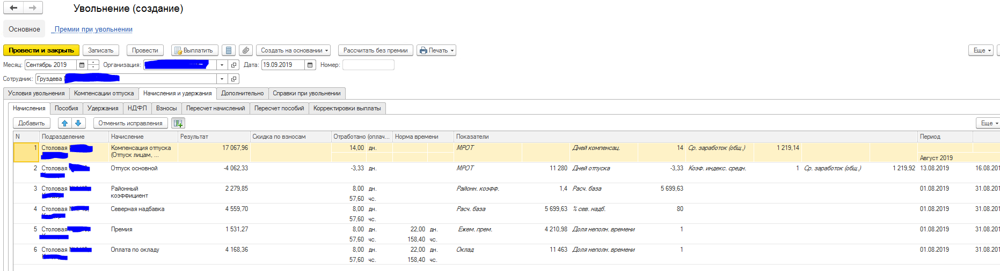 Увольнение (создание)
Основное Премии при увольнении
Провести и закрыть Записать Провести Выплатить Создать на основании Рассчитать без премии Печать Еще
Месяц: Сентябрь 2019 Организация: Дата: 19.09.2019 Номер:
Сотрудник: Груздева
Условия увольнения Компенсации отпуска Начисления и удержания Дополнительно Справки при увольнении
Начисления Пособия Удержания НДФЛ Взносы Пересчет начислений Пересчет пособий Корректировки выплаты
Добавить Отменить исправления Еще
N Подразделение Начисление Результат Скидка по взносам Отработано (оплач... Норма времени Показатели Период
1 Столовая Компенсация отпуска 17 067,96 14,00 дн. МРОТ Дней компенсац. 14 Ср. заработок (общ.) 1 219,14
(Отпуск лицам, ...
Август 2019
2 Столовая Отпуск основной -4 062,33 -3,33 дн. МРОТ 11 280 Дней отпуска -3,33 Коэф. индекс. средн. 1 Ср. заработок (общ.) 1 219,92 13.08.2019 16.08.201
3 Столовая Районный 2 279,85 8,00 дн. Районн. коэфф. 1,4 Расч. база 5 699,63 01.08.2019 31.08.201
коэффициент 57,60 чс.
4 Столовая Северная надбавка 4 559,70 8,00 дн. Расч. база 5 699,63 % сев. надб. 80 01.08.2019 31.08.201
57,60 чс.
5 Столовая Премия 1 531,27 8,00 дн. 22,00 дн. Ежем. прем. 4 210,98 Доля неполн. времени 1 01.08.2019 31.08.201
57,60 чс. 158,40 чс.
6 Столовая Оплата по окладу 4 168,36 8,00 дн. 22,00 дн. Оклад 11 463 Доля неполн. времени 1 01.08.2019 31.08.201
57,60 чс. 158,40 чс.